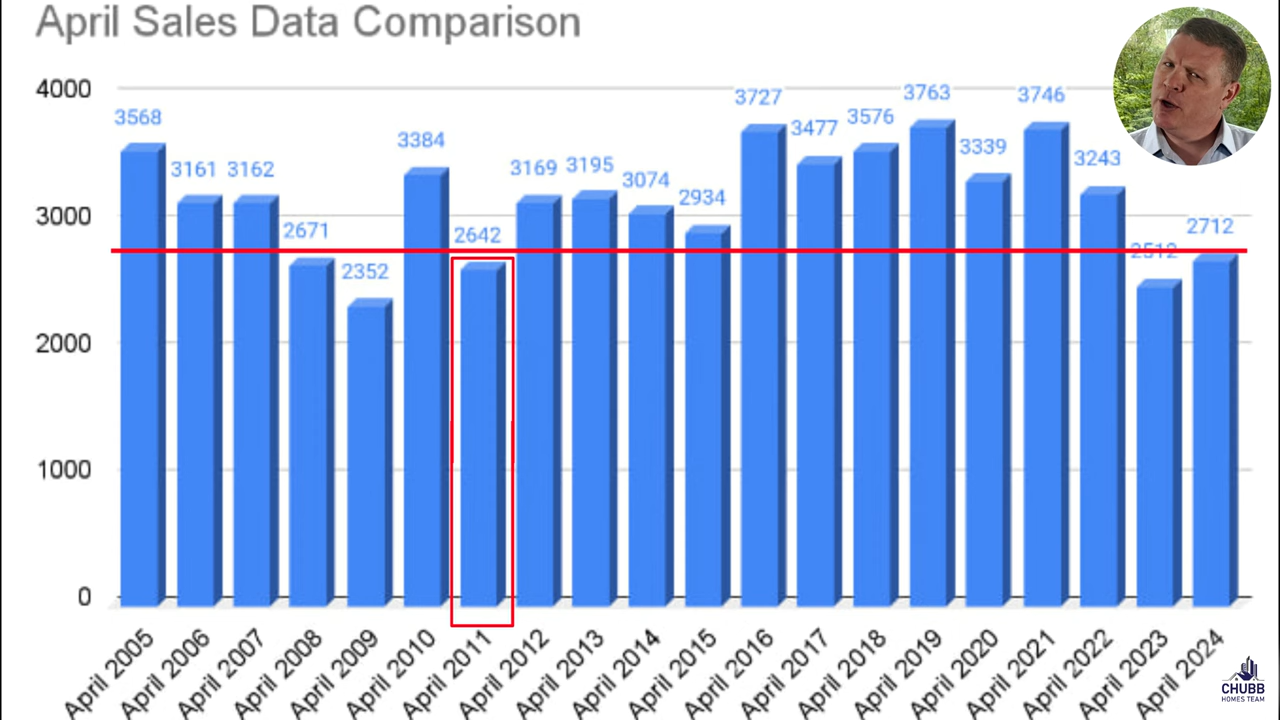 April Sales Data Comparison
4000
3000
2000
1000
0
3568
3161
3162
2671
2352
3384
2642
3169
3195
3074
2934
3727
3477
3576
3763
3339
3746
3243
2512
2712
April 2005
April 2006
April 2007
April 2008
April 2009
April 2010
April 2011
April 2012
April 2013
April 2014
April 2015
April 2016
April 2017
April 2018
April 2019
April 2020
April 2021
April 2022
April 2023
April 2024
CHUBB
HOMES TEAM